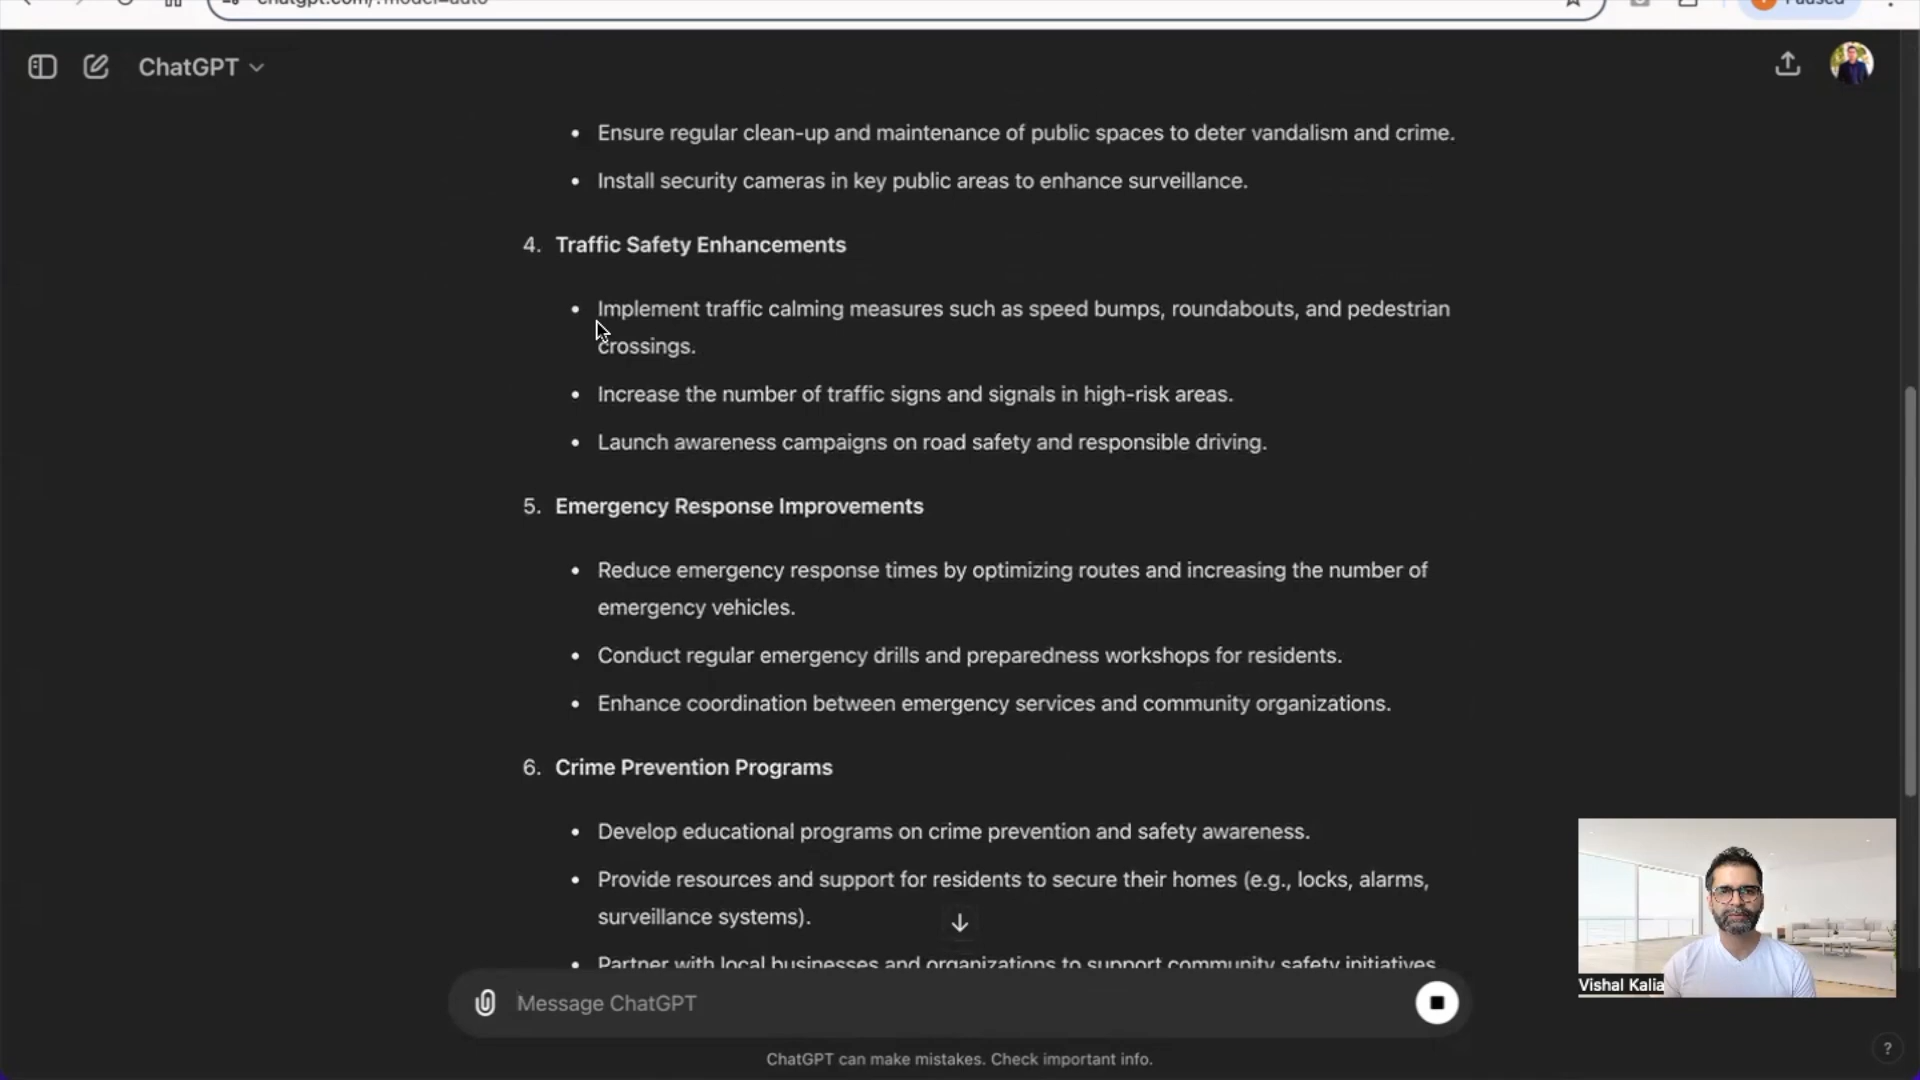 ChatGPT
Ensure regular clean-up and maintenance of public spaces to deter vandalism and crime.
Install security cameras in key public areas to enhance surveillance.
4. Traffic Safety Enhancements
Implement traffic calming measures such as speed bumps, roundabouts, and pedestrian
crossings.
Increase the number of traffic signs and signals in high-risk areas.
Launch awareness campaigns on road safety and responsible driving.
5. Emergency Response Improvements
Reduce emergency response times by optimizing routes and increasing the number of
emergency vehicles.
Conduct regular emergency drills and preparedness workshops for residents.
Enhance coordination between emergency services and community organizations.
6. Crime Prevention Programs
Develop educational programs on crime prevention and safety awareness.
Provide resources and support for residents to secure their homes (e.g., locks, alarms,
surveillance systems).
Partner with local businesses and organizations to support community safety initiatives
Message ChatGPT
Vishal Kalia
ChatGPT can make mistakes. Check important info.
?